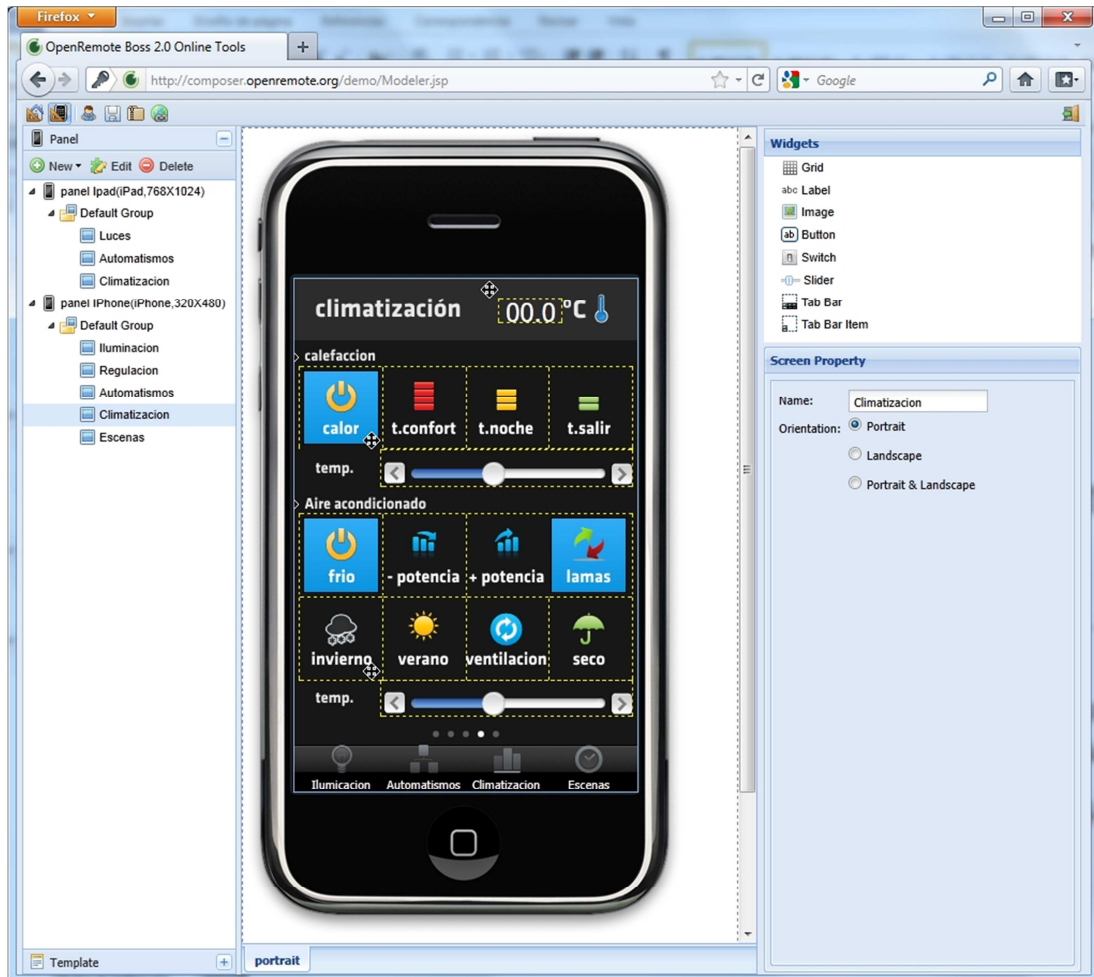 Firefox
OpenRemote Boss 2.0 Online Tools
http://composer.openremote.org/demo/Modeler.jsp
Google
Panel
New Edit Delete
panel Ipad(iPad,768X1024)
Default Group
Luces
Automatismos
Climatizacion
panel IPhone(iPhone,320X480)
Default Group
Iluminacion
Regulacion
Automatismos
Climatizacion
Escenas
Template
climatización 00.0 °C
calefaccion
calor t.confort t.noche t.salir
temp.
Aire acondicionado
frio - potencia + potencia lamas
invierno verano ventilacion seco
temp.
Ilumicacion Automatismos Climatizacion Escenas
portrait
Widgets
Grid
abc Label
Image
ab Button
Switch
Slider
Tab Bar
a.. Tab Bar Item
Screen Property
Name: Climatizacion
Orientation: Portrait
Landscape
Portrait & Landscape